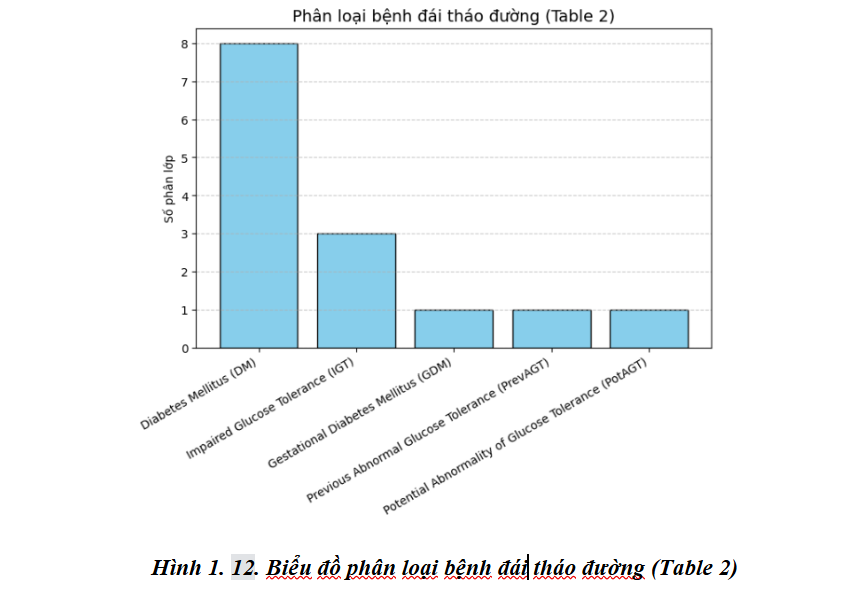 Phân loại bệnh đái tháo đường (Table 2)
Số phân lớp
8
7
6
5
4
3
2
1
0
Diabetes Mellitus (DM)
Impaired Glucose Tolerance (IGT)
Gestational Diabetes Mellitus (GDM)
Previous Abnormal Glucose Tolerance (PrevAGT)
Potential Abnormality of Glucose Tolerance (PotAGT)
Hình 1. 12. Biểu đồ phân loại bệnh đái tháo đường (Table 2)